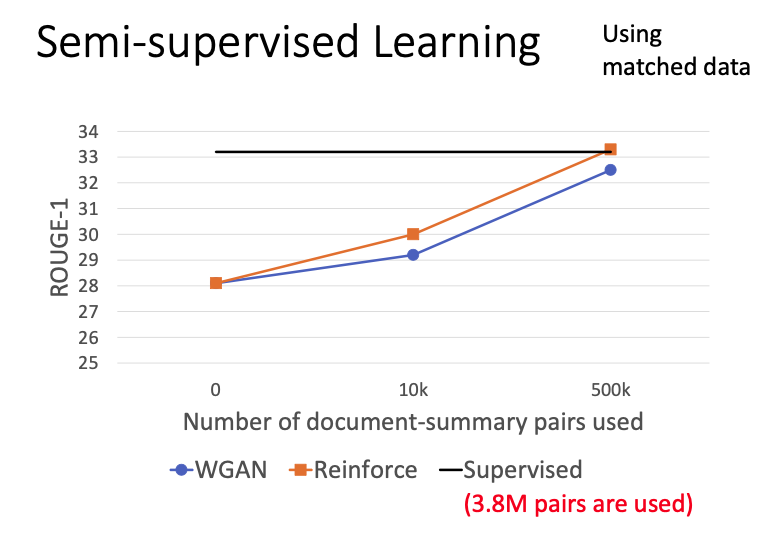 Semi-supervised Learning
Using
matched data
34
33
32
31
30
29
28
27
26
25
ROUGE-1
0 10k 500k
Number of document-summary pairs used
WGAN Reinforce Supervised
(3.8M pairs are used)